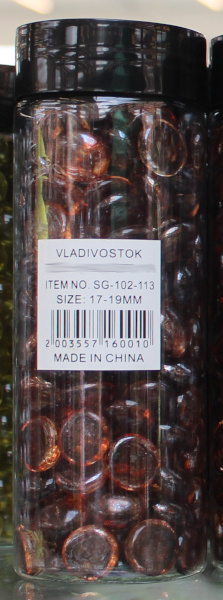 VLADIVOSTOK
ITEM NO. SG-102-113
SIZE: 17-19MM
2 003557 160010
MADE IN CHINA